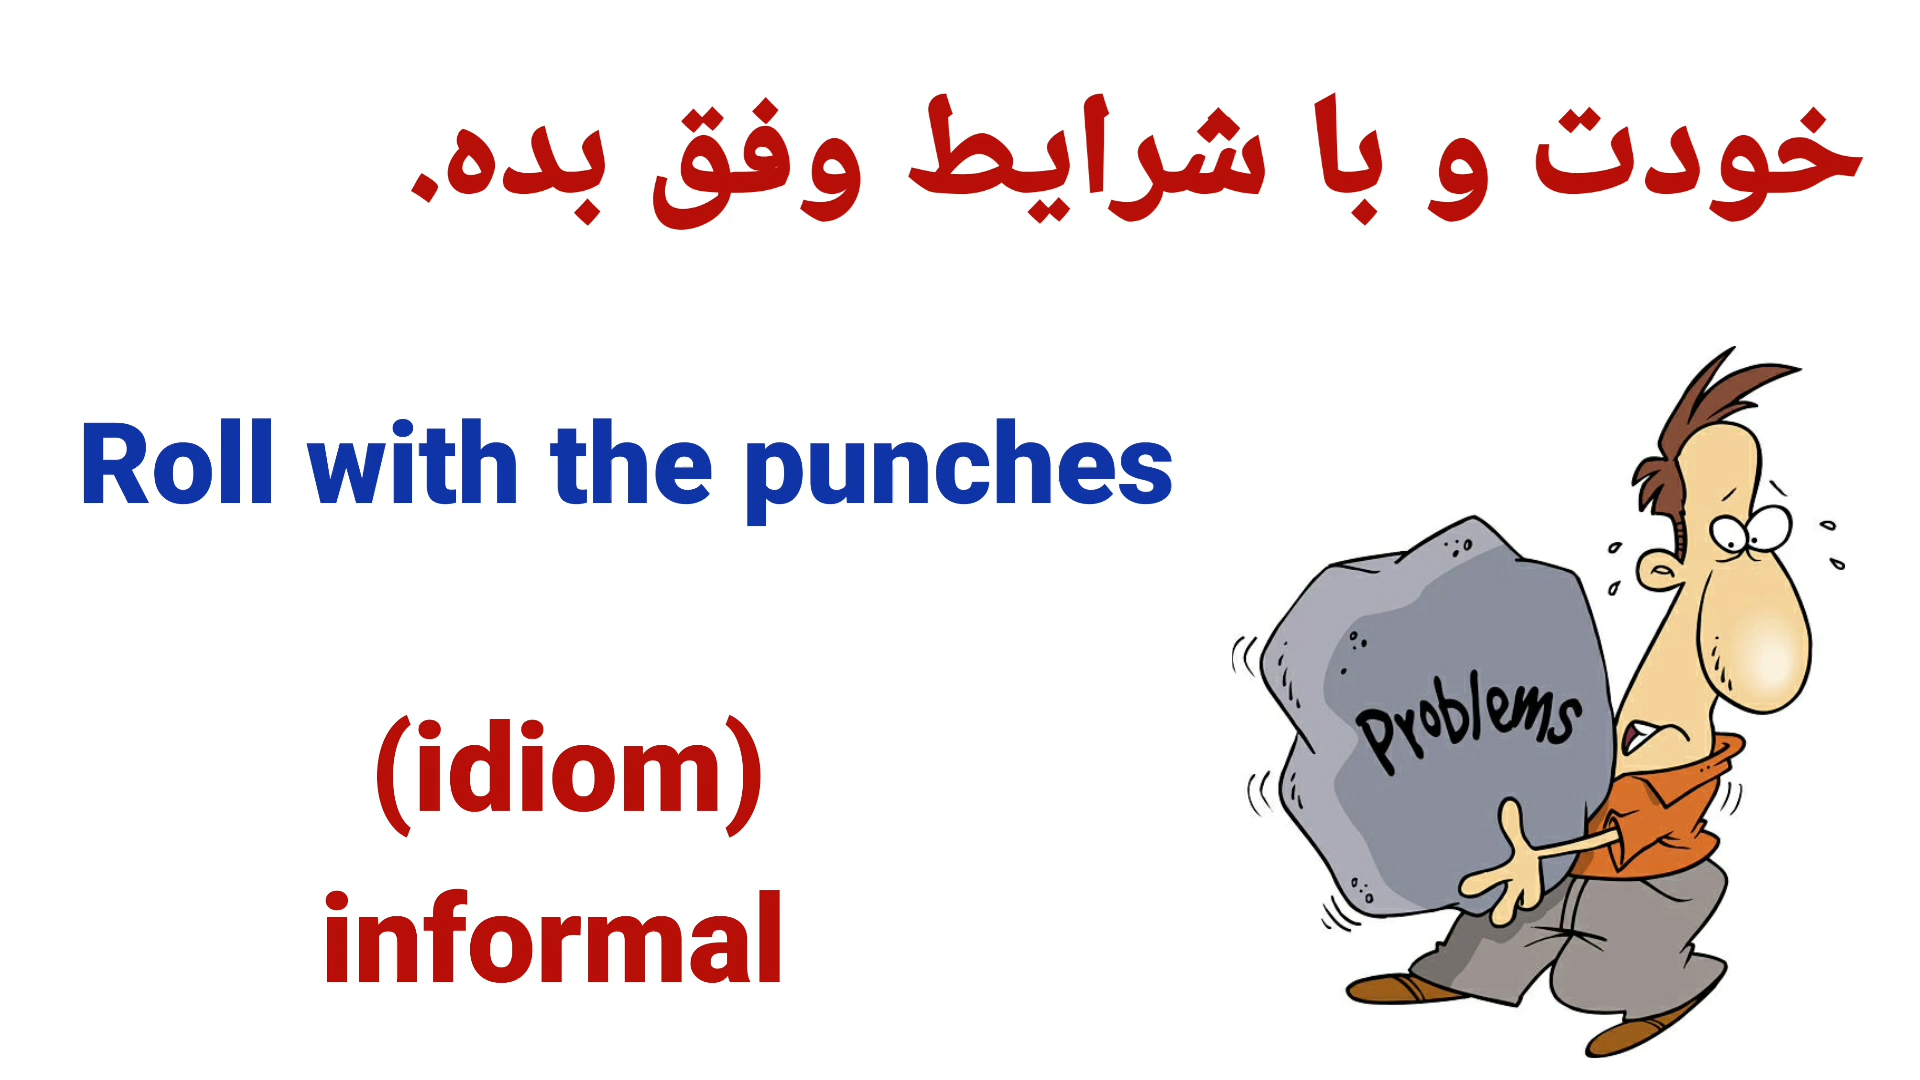 خودت و با شرایط وفق بده.
Roll with the punches
Problems
(idiom)
informal